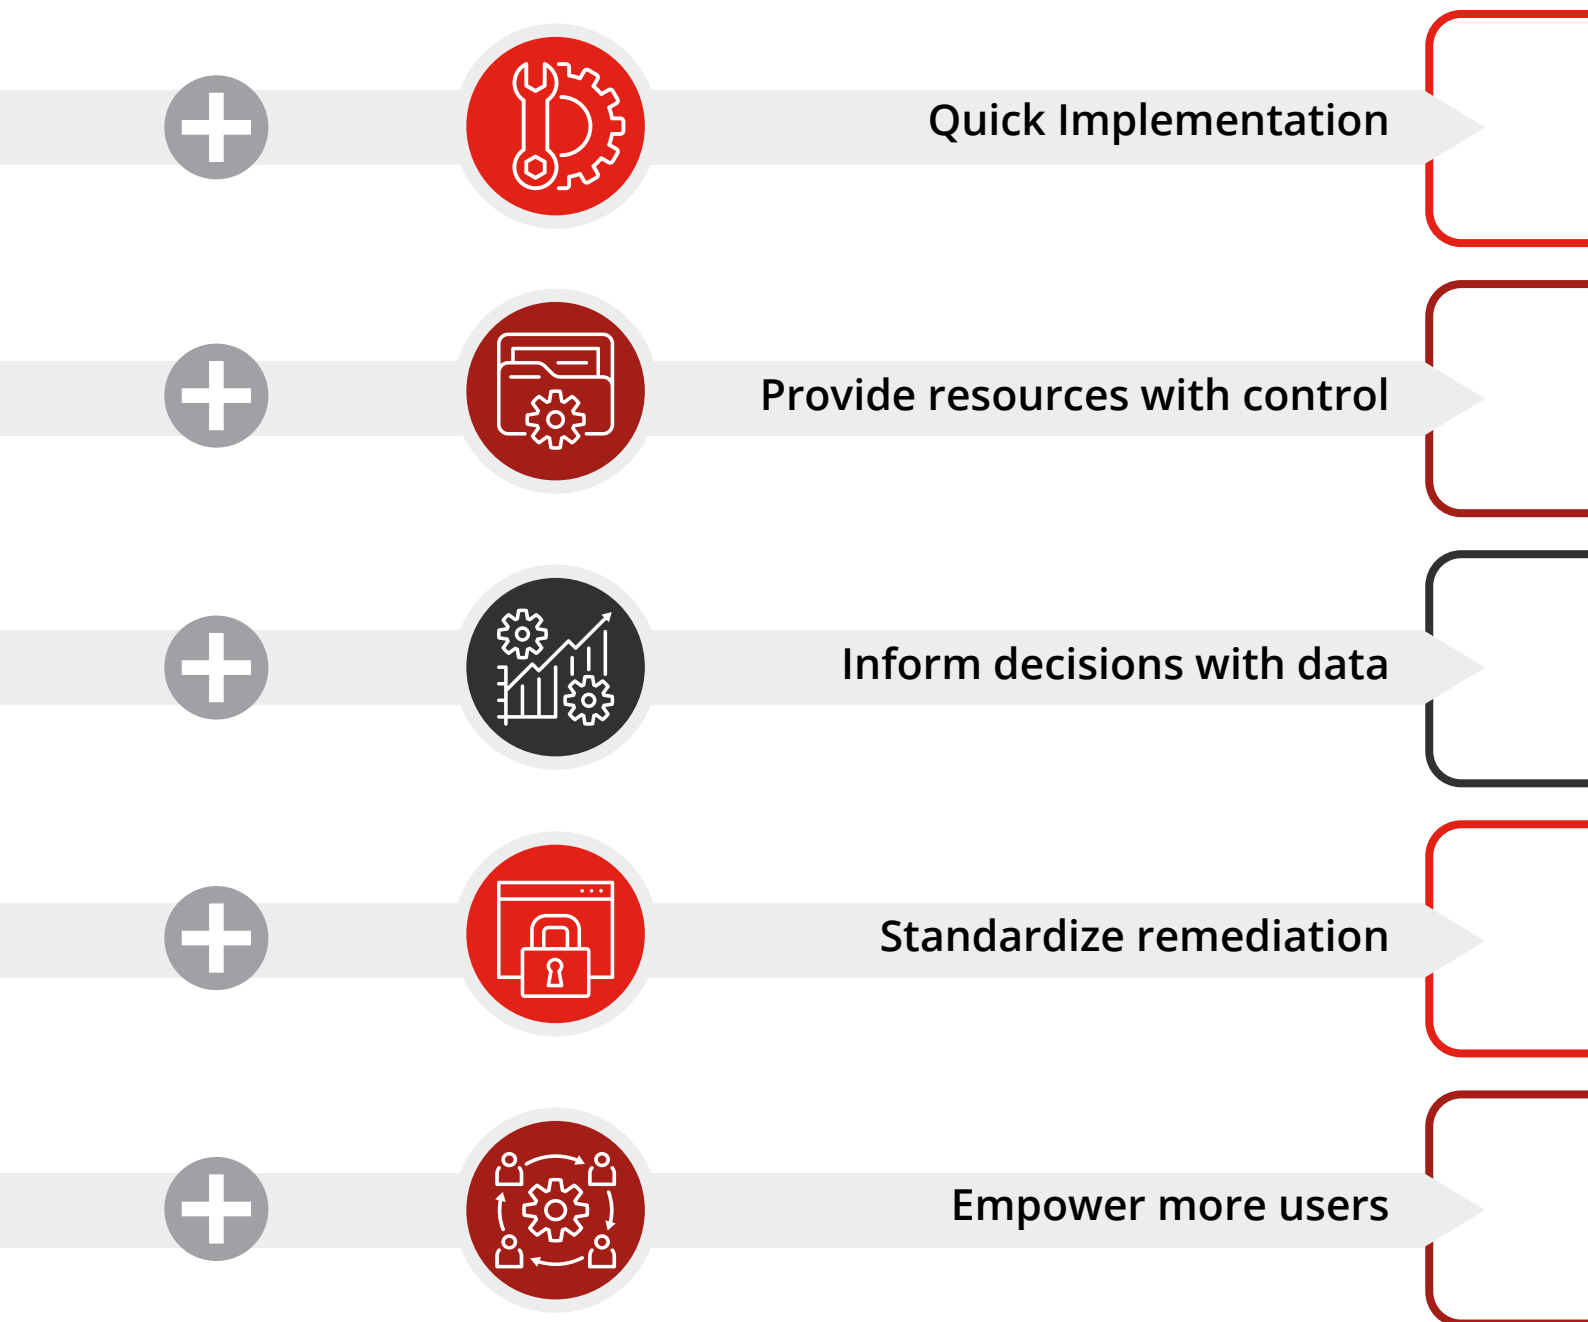 Quick Implementation
Provide resources with control
Inform decisions with data
Standardize remediation
Empower more users